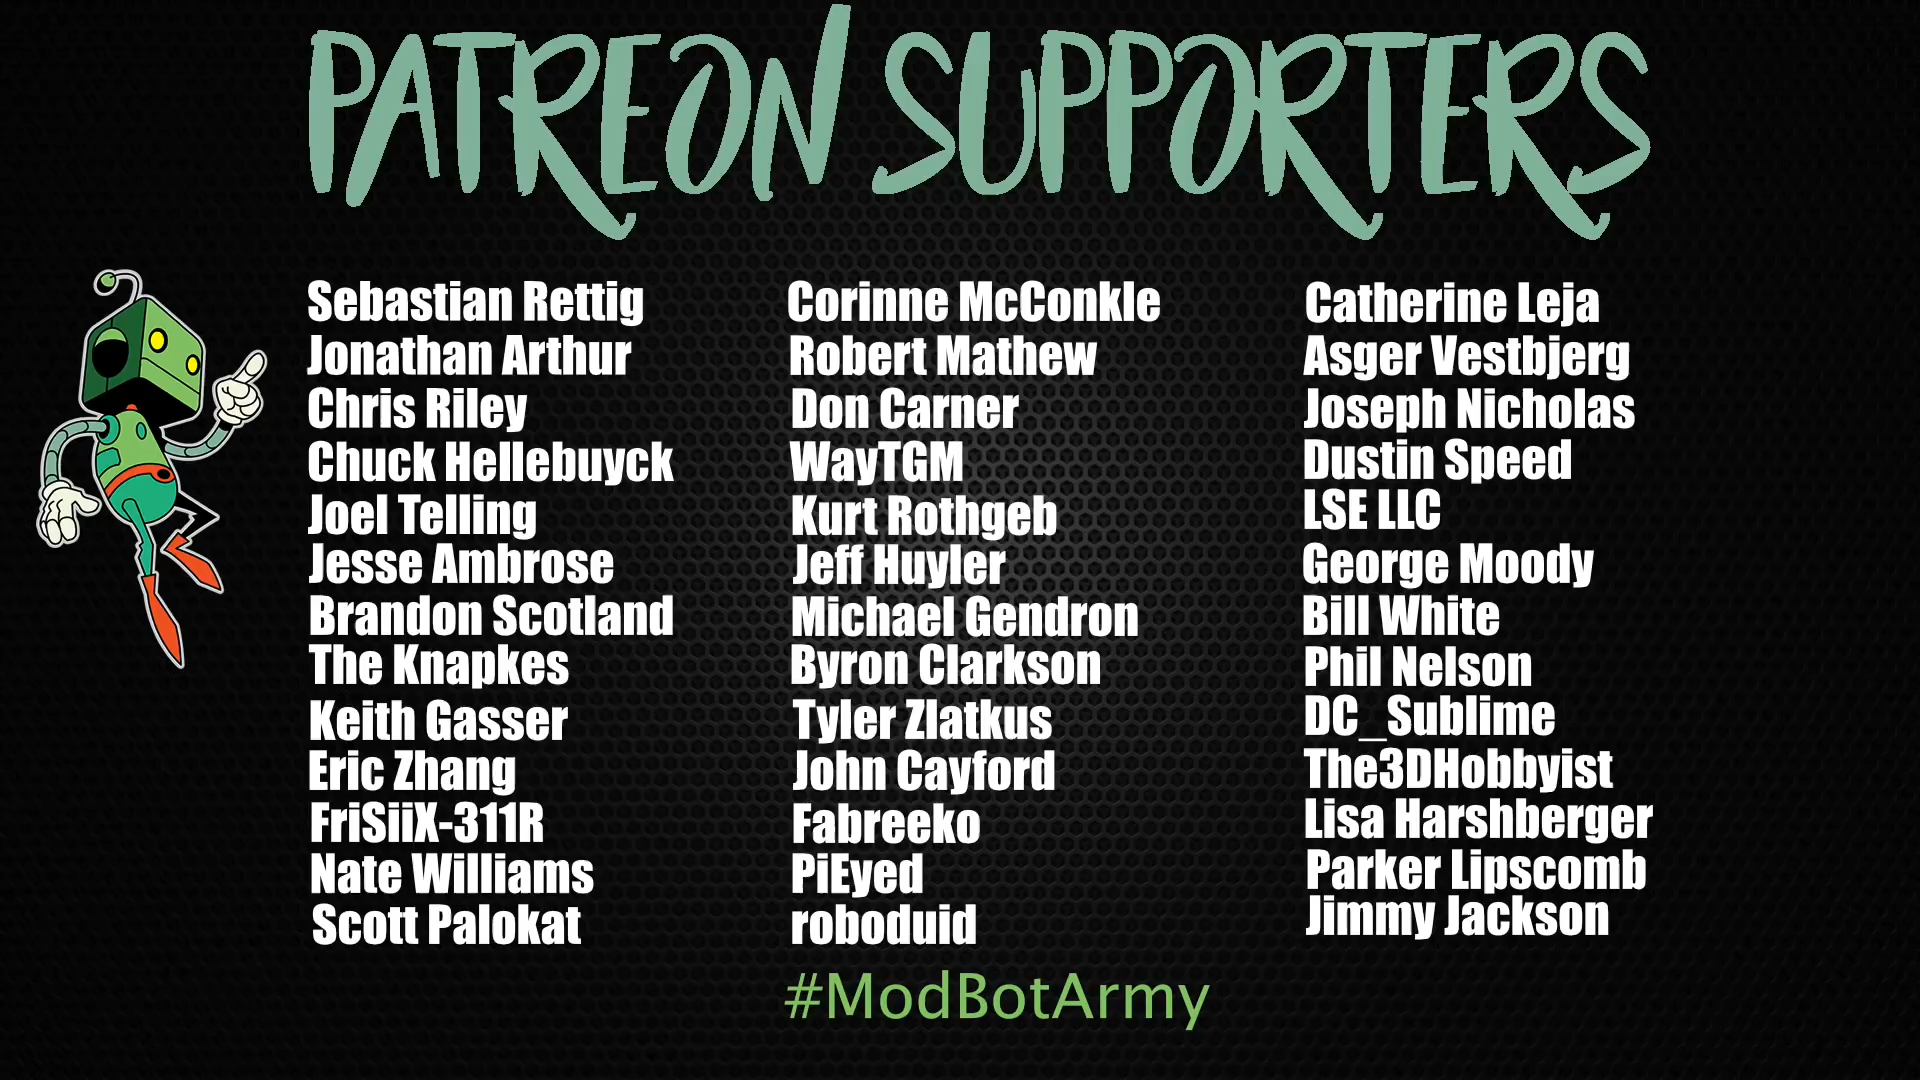 PATREON SUPPORTERS
Sebastian Rettig
Jonathan Arthur
Chris Riley
Chuck Hellebuyck
Joel Telling
Jesse Ambrose
Brandon Scotland
The Knapkes
Keith Gasser
Eric Zhang
FriSiiX-311R
Nate Williams
Scott Palokat
Corinne McConkle
Robert Mathew
Don Carner
WayTGM
Kurt Rothgeb
Jeff Huyler
Michael Gendron
Byron Clarkson
Tyler Zlatkus
John Cayford
Fabreeko
PiEyed
roboduid
Catherine Leja
Asger Vestbjerg
Joseph Nicholas
Dustin Speed
LSE LLC
George Moody
Bill White
Phil Nelson
DC_Sublime
The3DHobbyist
Lisa Harshberger
Parker Lipscomb
Jimmy Jackson
#ModBotArmy